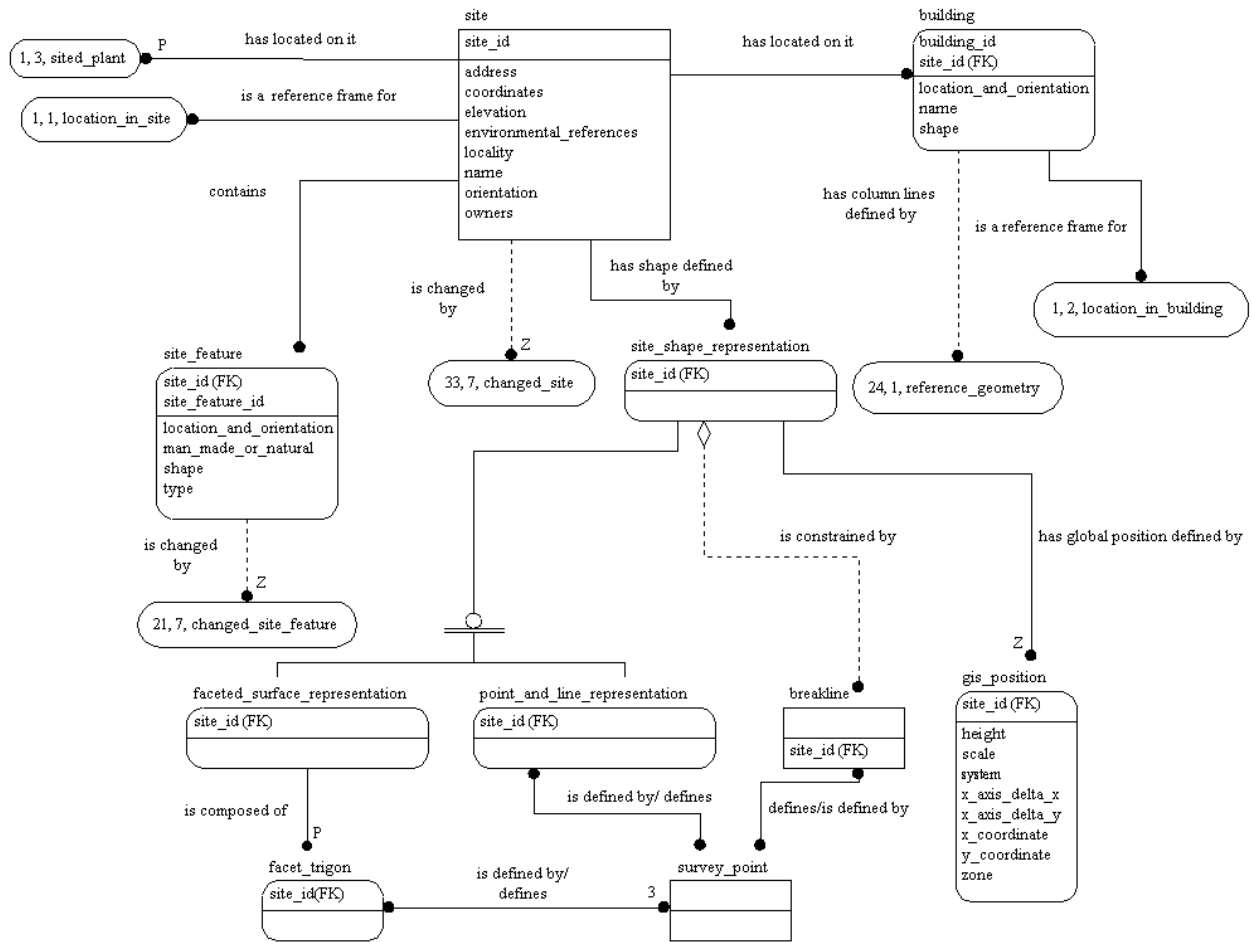 site
building
P
has located on it
1, 3, sited_plant
site_id
has located on it
building_id
site_id (FK)
address
coordinates
elevation
environmental_references
locality
name
orientation
owners
is a reference frame for
1, 1, location_in_site
location_and_orientation
name
shape
contains
has column lines
defined by
is a reference frame for
is changed
by
has shape defined
by
Z
1, 2, location_in_building
site_feature
site_id (FK)
site_feature_id
location_and_orientation
man_made_or_natural
shape
type
33, 7, changed_site
site_shape_representation
site_id (FK)
24, 1, reference_geometry
is changed
by
Z
21, 7, changed_site_feature
is constrained by
has global position defined by
Z
faceted_surface_representation
site_id (FK)
point_and_line_representation
site_id (FK)
breakline
site_id (FK)
gis_position
site_id (FK)
height
scale
system
x_axis_delta_x
x_axis_delta_y
x_coordinate
y_coordinate
zone
is composed of
P
is defined by/ defines
defines/is defined by
facet_trigon
site_id(FK)
is defined by/
defines
3
survey_point